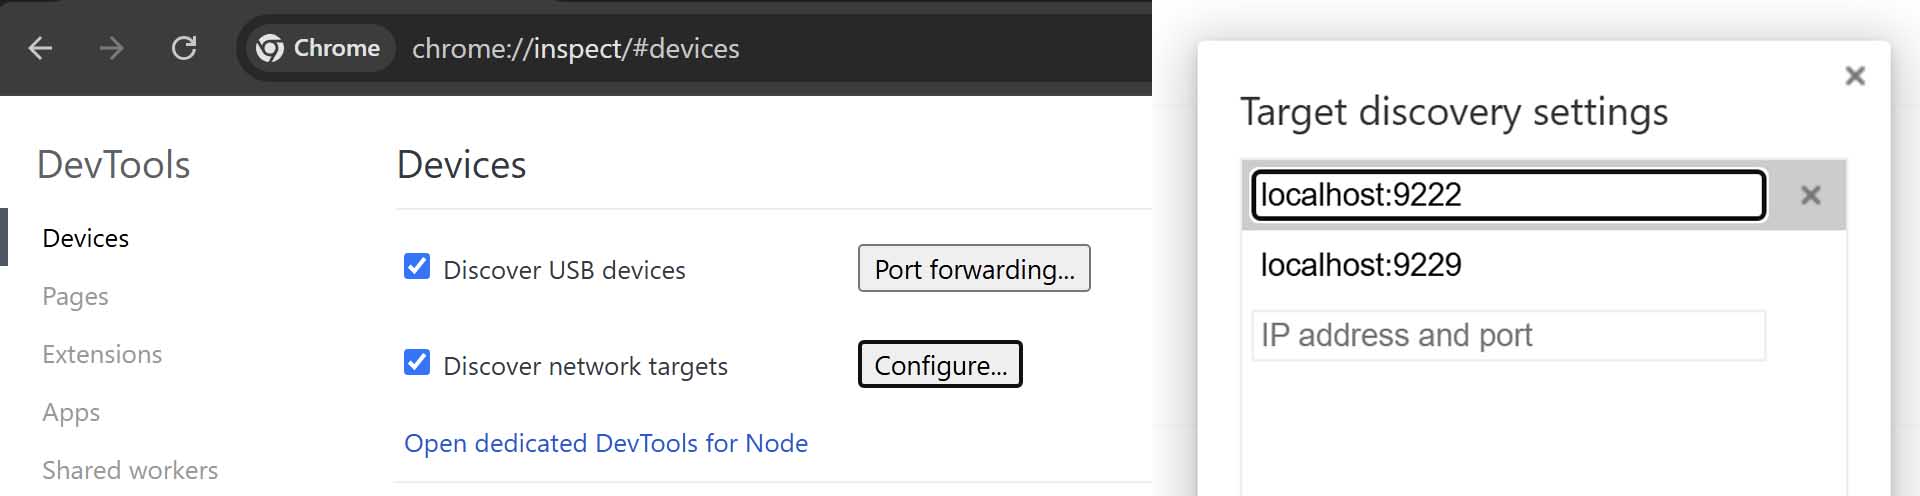 Chrome
chrome://inspect/#devices
DevTools
Devices
Pages
Extensions
Apps
Shared workers
Devices
Discover USB devices
Port forwarding...
Discover network targets
Configure...
Open dedicated DevTools for Node
Target discovery settings
localhost:9222
localhost:9229
IP address and port